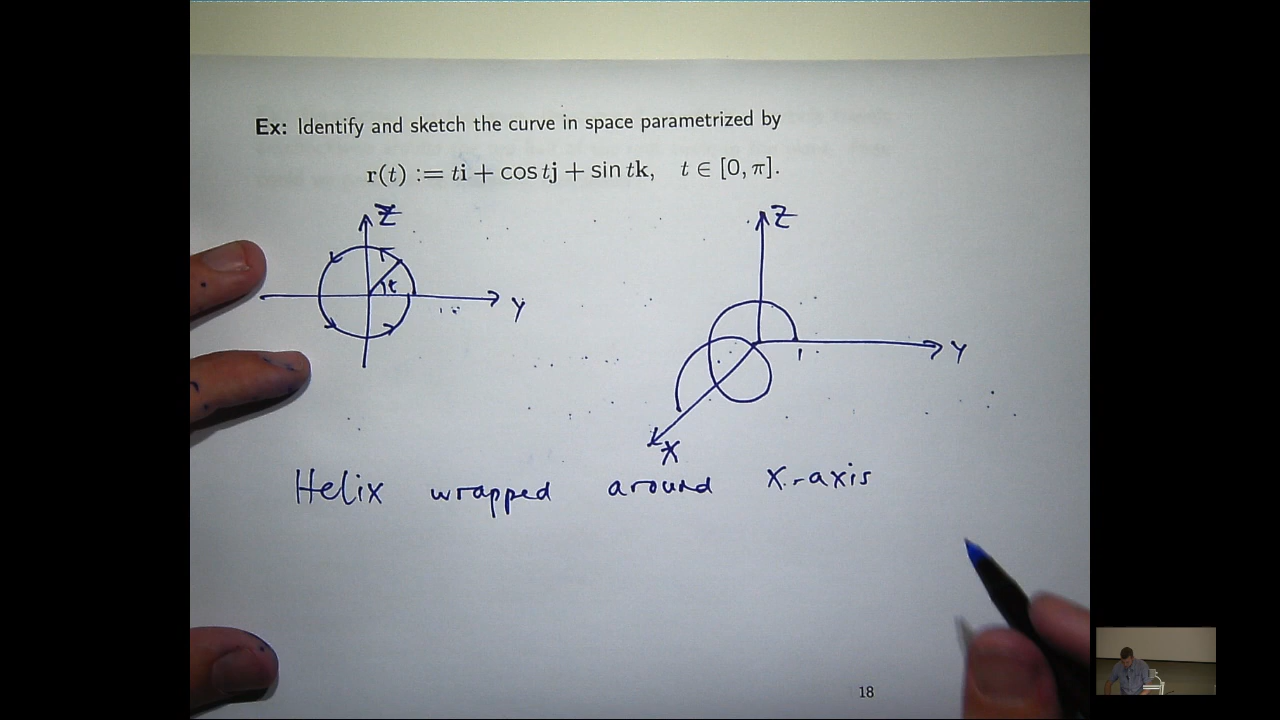 Ex: Identify and sketch the curve in space parametrized by
r(t) := ti + cos tj + sin tk, t ∈ [0, π].
Z
t
Y
Z
1
Y
X
Helix wrapped around X-axis
18